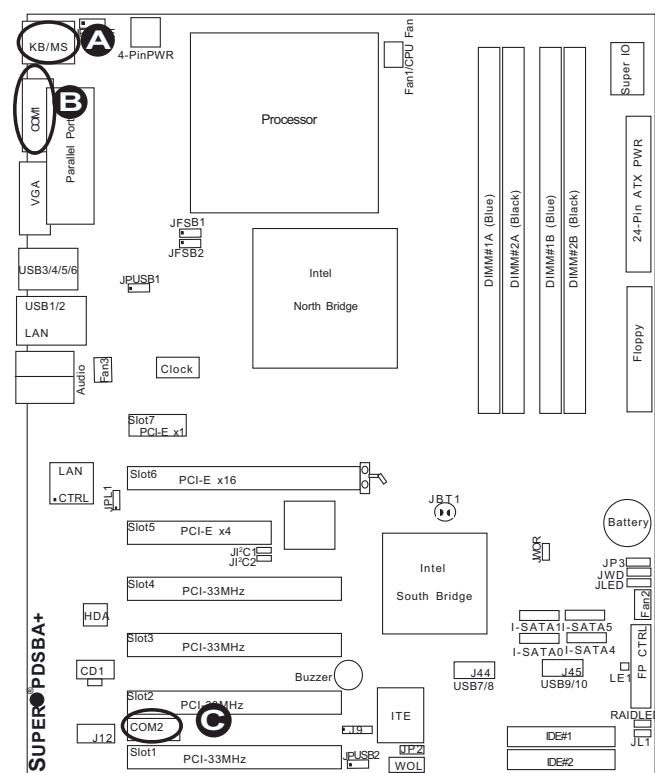 KB/MS
A
4-PinPWR
Fan1/CPU Fan
Super IO
B
COM1
Parallel Port
Processor
VGA
24-Pin ATX PWR
JFSB1
JFSB2
DIMM#1A (Blue)
DIMM#2A (Black)
DIMM#1B (Blue)
DIMM#2B (Black)
USB3/4/5/6
JPUSB1
Intel
North Bridge
USB1/2
LAN
Floppy
Audio
Fan3
Clock
Slot7
PCI-E x1
LAN
CTRL
JPL1
Slot6
PCI-E x16
JBT1
Battery
Slot5
PCI-E x4
JI²C1
JI²C2
JWOR
JP3
JWD
JLED
Intel
South Bridge
Slot4
PCI-33MHz
Fan2
HDA
I-SATA1
I-SATA5
I-SATA0
I-SATA4
FP CTRL
Slot3
PCI-33MHz
CD1
Buzzer
J44
USB7/8
J45
USB9/10
LE1
Slot2
PCI-33MHz
COM2
C
ITE
RAIDLED
J12
J9
IDE#1
JL1
JP2
Slot1
PCI-33MHz
JPUSB2
WOL
IDE#2
SUPER® PDSBA+